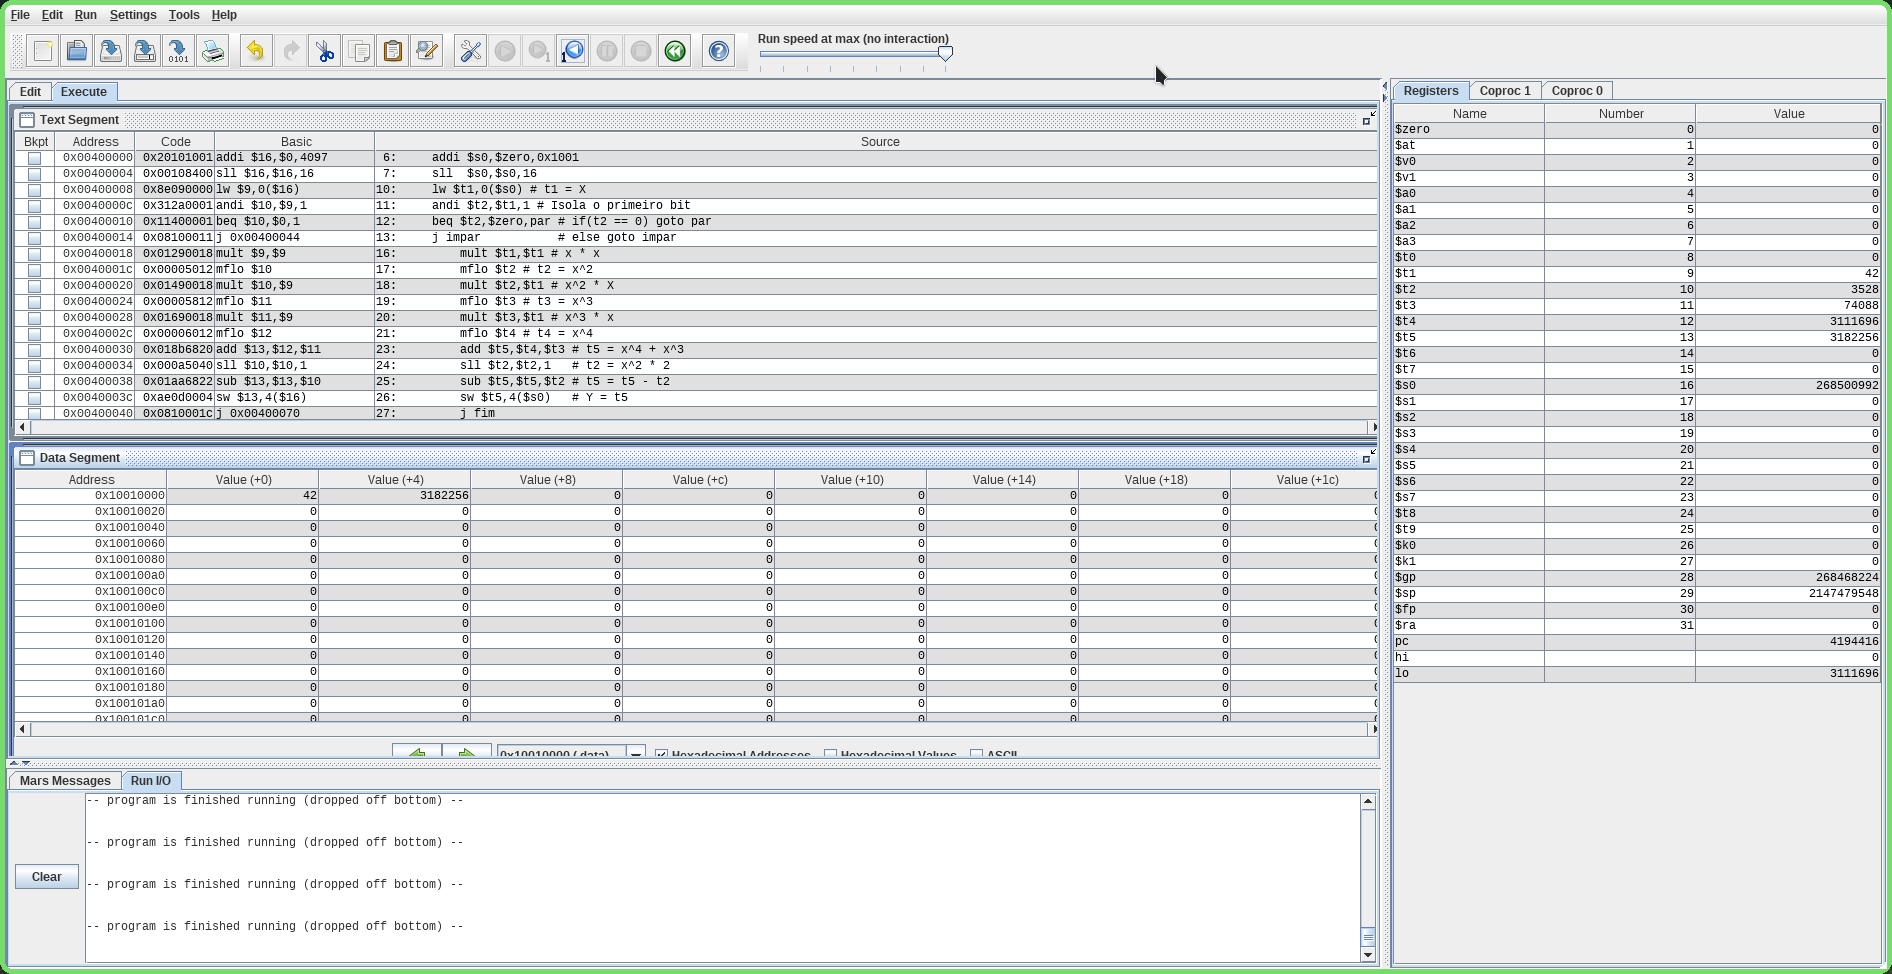 File Edit Run Settings Tools Help
Run speed at max (no interaction)
Edit Execute
Text Segment
Bkpt Address Code Basic Source
0x00400000 0x20101001 addi $16,$0,4097 6: addi $s0,$zero,0x1001
0x00400004 0x00108400 sll $16,$16,16 7: sll $s0,$s0,16
0x00400008 0x8e090000 lw $9,0($16) 10: lw $t1,0($s0) # t1 = X
0x0040000c 0x312a0001 andi $10,$9,1 11: andi $t2,$t1,1 # Isola o primeiro bit
0x00400010 0x11400001 beq $10,$0,1 12: beq $t2,$zero,par # if(t2 == 0) goto par
0x00400014 0x08100011 j 0x00400044 13: j impar # else goto impar
0x00400018 0x01290018 mult $9,$9 16: mult $t1,$t1 # x * x
0x0040001c 0x00005012 mflo $10 17: mflo $t2 # t2 = x^2
0x00400020 0x01490018 mult $10,$9 18: mult $t2,$t1 # x^2 * X
0x00400024 0x00005812 mflo $11 19: mflo $t3 # t3 = x^3
0x00400028 0x01690018 mult $11,$9 20: mult $t3,$t1 # x^3 * x
0x0040002c 0x00006012 mflo $12 21: mflo $t4 # t4 = x^4
0x00400030 0x018b6820 add $13,$12,$11 23: add $t5,$t4,$t3 # t5 = x^4 + x^3
0x00400034 0x000a5040 sll $10,$10,1 24: sll $t2,$t2,1 # t2 = x^2 * 2
0x00400038 0x01aa6822 sub $13,$13,$10 25: sub $t5,$t5,$t2 # t5 = t5 - t2
0x0040003c 0xae0d0004 sw $13,4($16) 26: sw $t5,4($s0) # Y = t5
0x00400040 0x0810001c j 0x00400070 27: j fim
Data Segment
Address Value (+0) Value (+4) Value (+8) Value (+c) Value (+10) Value (+14) Value (+18) Value (+1c)
0x10010000 42 3182256 0 0 0 0 0 0
0x10010020 0 0 0 0 0 0 0 0
0x10010040 0 0 0 0 0 0 0 0
0x10010060 0 0 0 0 0 0 0 0
0x10010080 0 0 0 0 0 0 0 0
0x100100a0 0 0 0 0 0 0 0 0
0x100100c0 0 0 0 0 0 0 0 0
0x100100e0 0 0 0 0 0 0 0 0
0x10010100 0 0 0 0 0 0 0 0
0x10010120 0 0 0 0 0 0 0 0
0x10010140 0 0 0 0 0 0 0 0
0x10010160 0 0 0 0 0 0 0 0
0x10010180 0 0 0 0 0 0 0 0
0x100101a0 0 0 0 0 0 0 0 0
0x100101c0 0 0 0 0 0 0 0 0
0x10010000 (.data) Hexadecimal Addresses Hexadecimal Values ASCII
Mars Messages Run I/O
-- program is finished running (dropped off bottom) --
-- program is finished running (dropped off bottom) --
-- program is finished running (dropped off bottom) --
-- program is finished running (dropped off bottom) --
Clear
Registers Coproc 1 Coproc 0
Name Number Value
$zero 0 0
$at 1 0
$v0 2 0
$v1 3 0
$a0 4 0
$a1 5 0
$a2 6 0
$a3 7 0
$t0 8 0
$t1 9 42
$t2 10 3528
$t3 11 74088
$t4 12 3111696
$t5 13 3182256
$t6 14 0
$t7 15 0
$s0 16 268500992
$s1 17 0
$s2 18 0
$s3 19 0
$s4 20 0
$s5 21 0
$s6 22 0
$s7 23 0
$t8 24 0
$t9 25 0
$k0 26 0
$k1 27 0
$gp 28 268468224
$sp 29 2147479548
$fp 30 0
$ra 31 0
pc 4194416
hi 0
lo 3111696